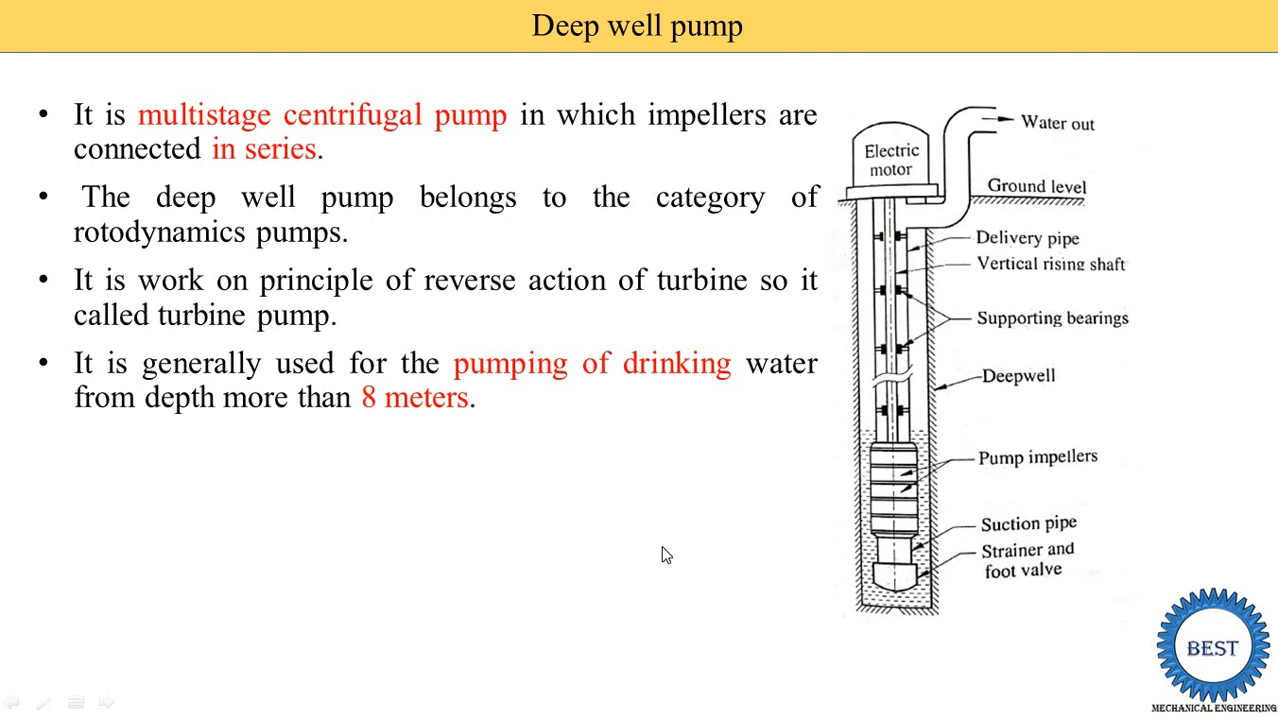 Deep well pump
• It is multistage centrifugal pump in which impellers are
connected in series.
• The deep well pump belongs to the category of
rotodynamics pumps.
• It is work on principle of reverse action of turbine so it
called turbine pump.
• It is generally used for the pumping of drinking water
from depth more than 8 meters.
Water out
Electric
motor
Ground level
Delivery pipe
Vertical rising shaft
Supporting bearings
Deepwell
Pump impellers
Suction pipe
Strainer and
foot valve
BEST
MECHANICAL ENGINEERING